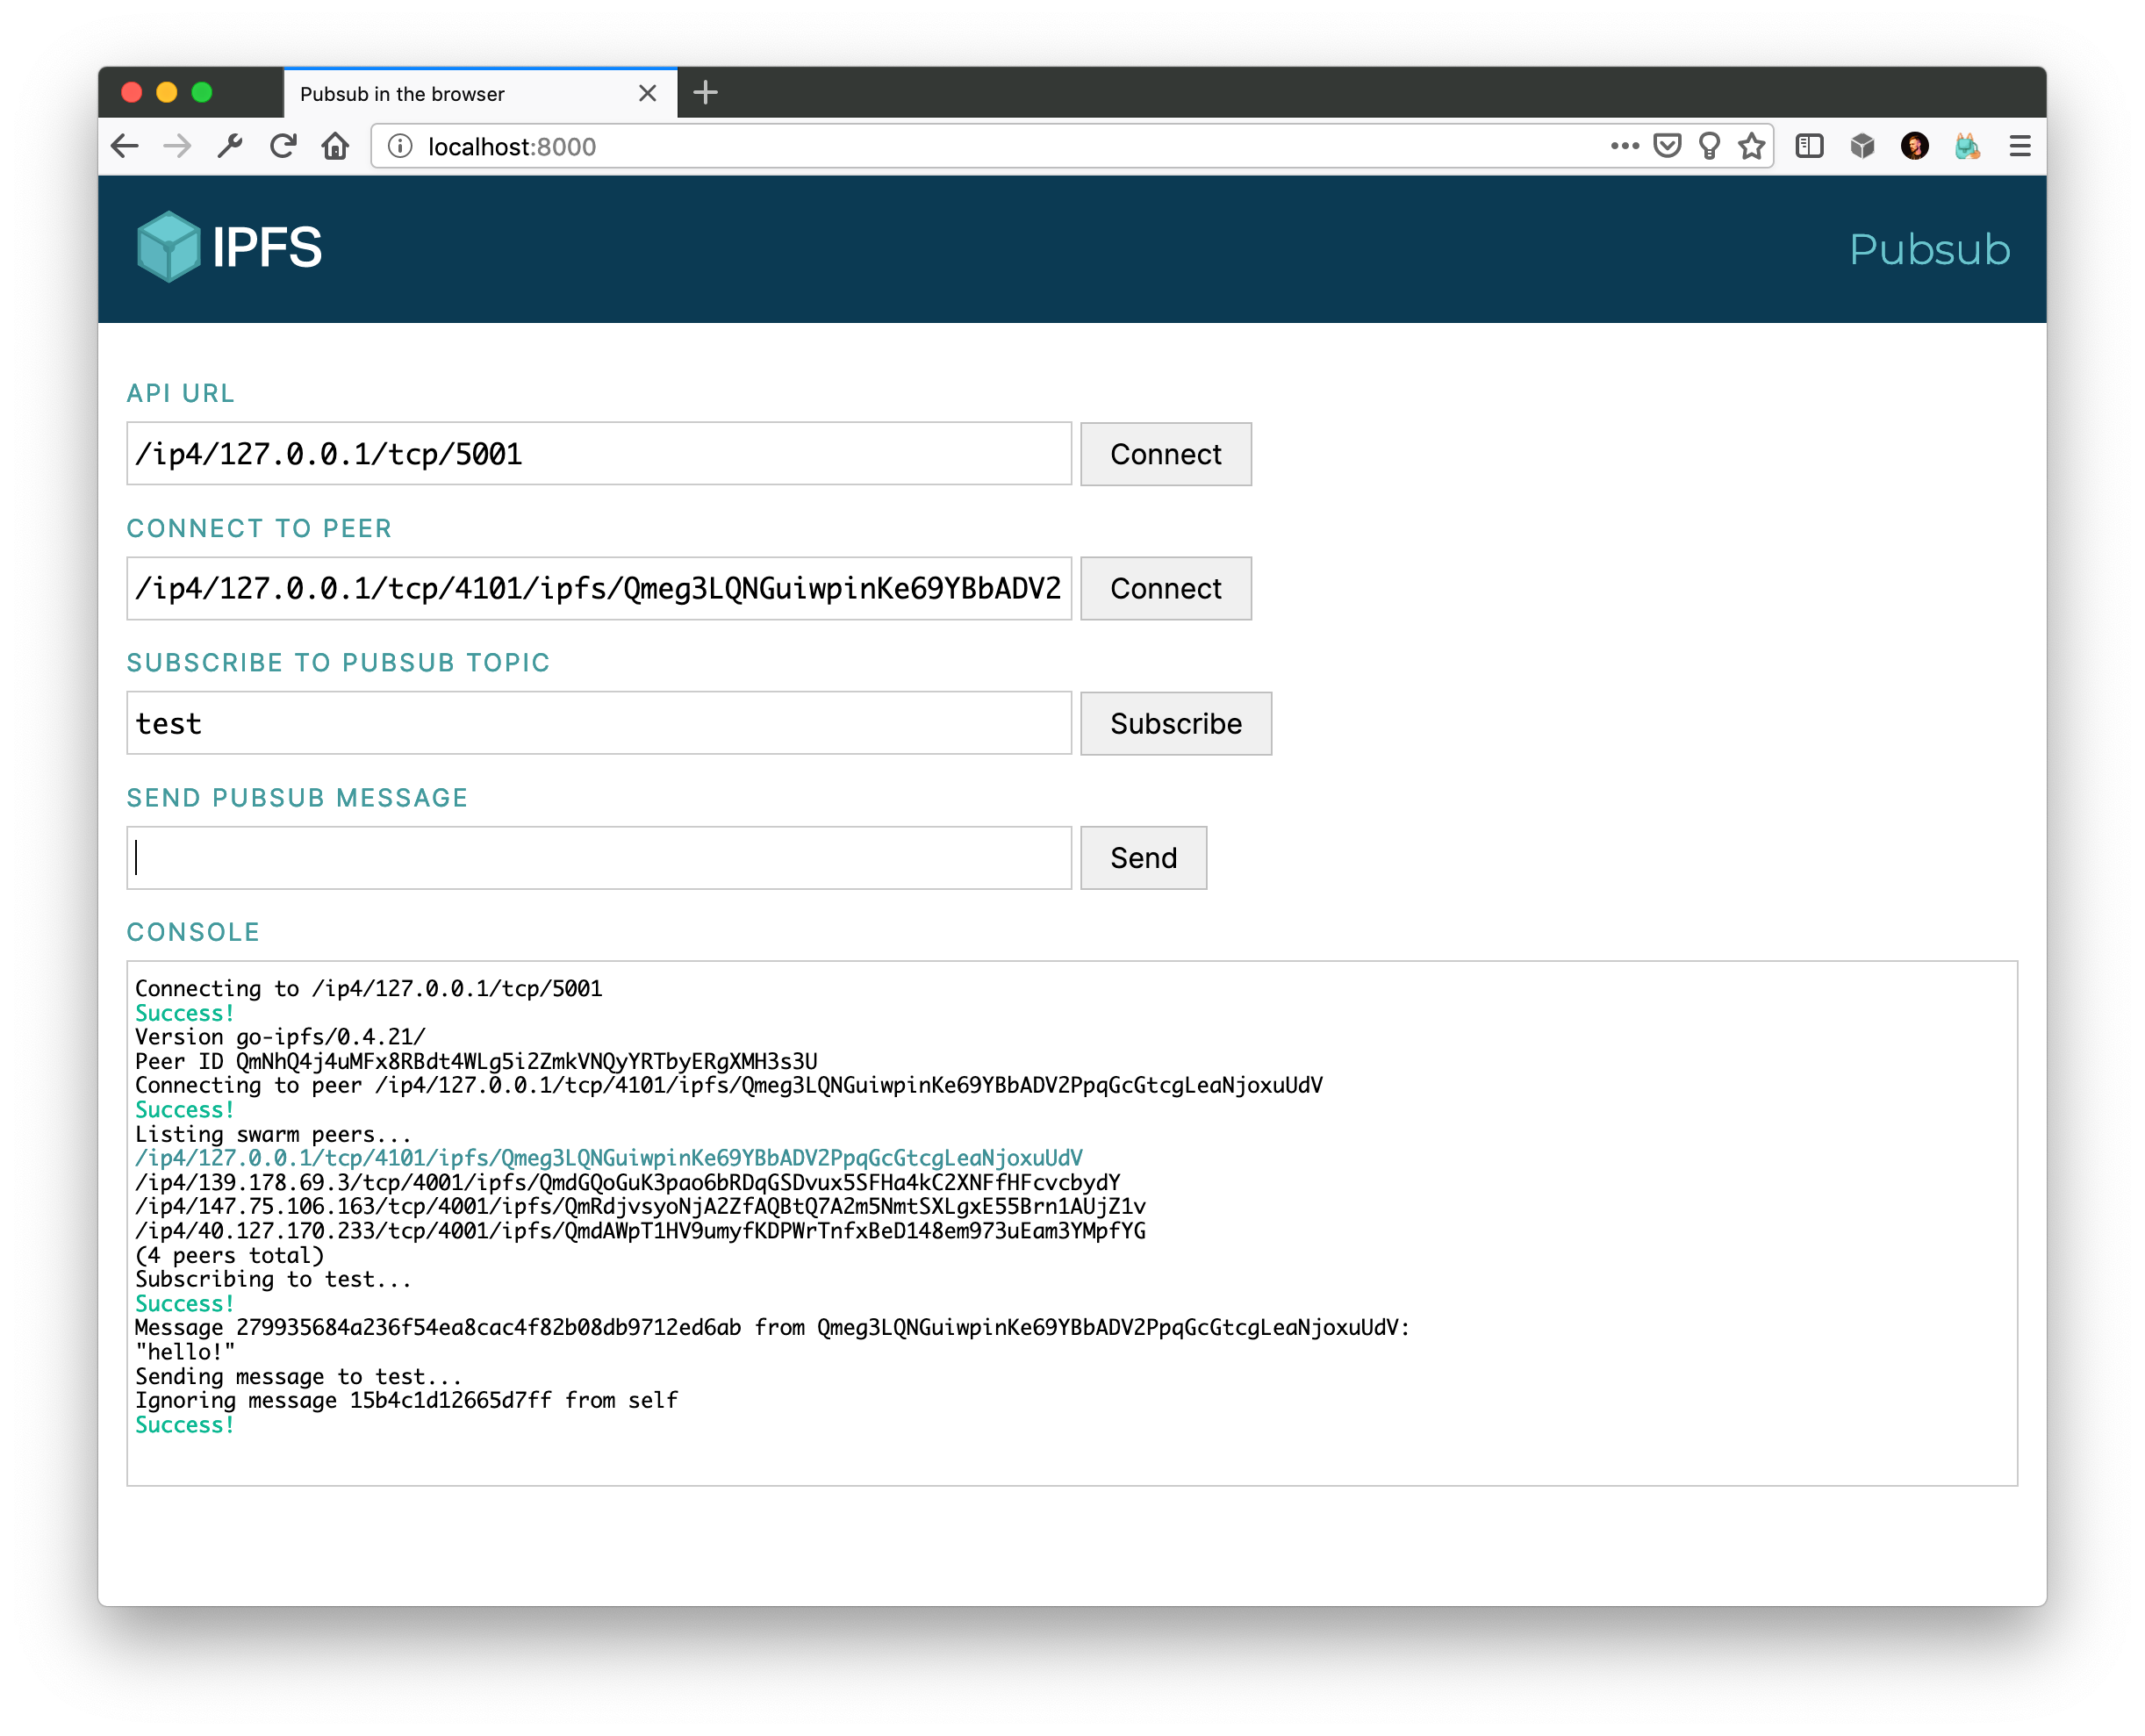 Pubsub in the browser
localhost:8000
IPFS
Pubsub
API URL
/ip4/127.0.0.1/tcp/5001
Connect
CONNECT TO PEER
/ip4/127.0.0.1/tcp/4101/ipfs/Qmeg3LQNGuiwpinKe69YBbADV2
Connect
SUBSCRIBE TO PUBSUB TOPIC
test
Subscribe
SEND PUBSUB MESSAGE
Send
CONSOLE
Connecting to /ip4/127.0.0.1/tcp/5001
Success!
Version go-ipfs/0.4.21/
Peer ID QmNhQ4j4uMFx8RBdt4WLg5i2ZmkVNQyYRTbyERgXMH3s3U
Connecting to peer /ip4/127.0.0.1/tcp/4101/ipfs/Qmeg3LQNGuiwpinKe69YBbADV2PpqGcGtcgLeaNjoxuUdV
Success!
Listing swarm peers...
/ip4/127.0.0.1/tcp/4101/ipfs/Qmeg3LQNGuiwpinKe69YBbADV2PpqGcGtcgLeaNjoxuUdV
/ip4/139.178.69.3/tcp/4001/ipfs/QmdGQoGuK3pao6bRDqGSDvux5SFHa4kC2XNFfHFcvcbydY
/ip4/147.75.106.163/tcp/4001/ipfs/QmRdjvsyoNjA2ZfAQBtQ7A2m5NmtSXLgxE55Brn1AUjZ1v
/ip4/40.127.170.233/tcp/4001/ipfs/QmdAWpT1HV9umyfKDPWrTnfxBeD148em973uEam3YMpfYG
(4 peers total)
Subscribing to test...
Success!
Message 279935684a236f54ea8cac4f82b08db9712ed6ab from Qmeg3LQNGuiwpinKe69YBbADV2PpqGcGtcgLeaNjoxuUdV:
"hello!"
Sending message to test...
Ignoring message 15b4c1d12665d7ff from self
Success!